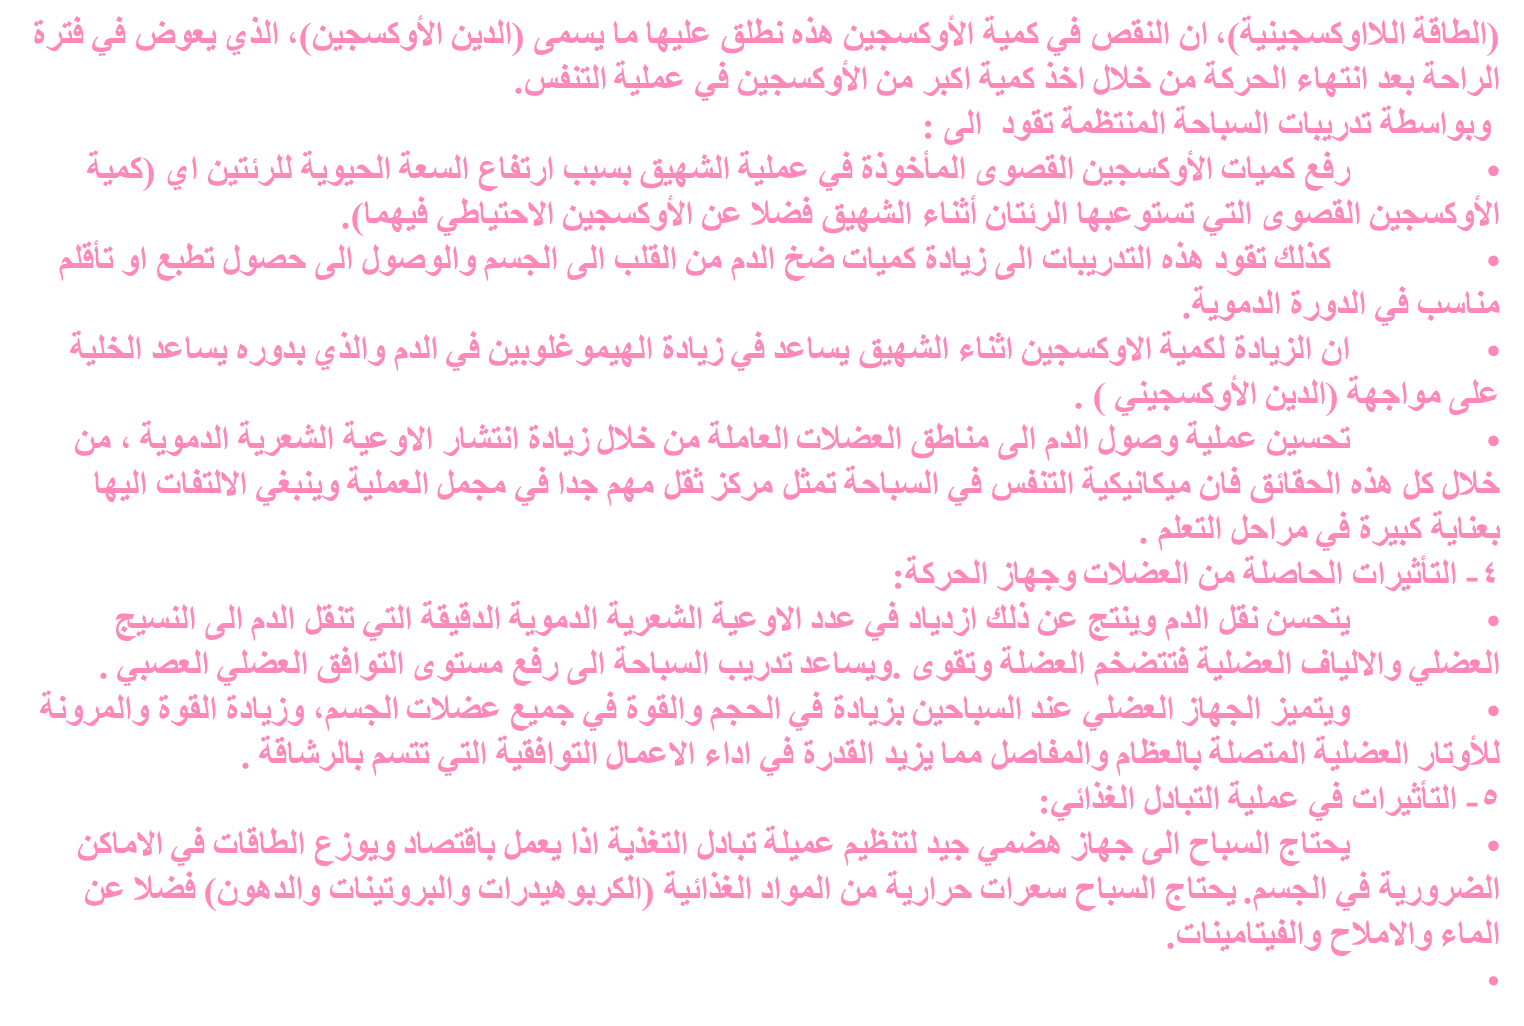 (الطاقة اللااوكسجينية)، ان النقص في كمية الأوكسجين هذه نطلق عليها ما يسمى (الدين الأوكسجين)، الذي يعوض في فترة
الراحة بعد انتهاء الحركة من خلال اخذ كمية اكبر من الأوكسجين في عملية التنفس.
وبواسطة تدريبات السباحة المنتظمة تقود الى :
• رفع كميات الأوكسجين القصوى المأخوذة في عملية الشهيق بسبب ارتفاع السعة الحيوية للرئتين اي (كمية
الأوكسجين القصوى التي تستوعبها الرئتان أثناء الشهيق فضلا عن الأوكسجين الاحتياطي فيهما).
• كذلك تقود هذه التدريبات الى زيادة كميات ضخ الدم من القلب الى الجسم والوصول الى حصول تطبع او تأقلم
مناسب في الدورة الدموية.
• ان الزيادة لكمية الاوكسجين اثناء الشهيق يساعد في زيادة الهيموغلوبين في الدم والذي بدوره يساعد الخلية
على مواجهة (الدين الأوكسجيني ) .
• تحسين عملية وصول الدم الى مناطق العضلات العاملة من خلال زيادة انتشار الاوعية الشعرية الدموية ، من
خلال كل هذه الحقائق فان ميكانيكية التنفس في السباحة تمثل مركز ثقل مهم جدا في مجمل العملية وينبغي الالتفات اليها
بعناية كبيرة في مراحل التعلم .
٤- التأثيرات الحاصلة من العضلات وجهاز الحركة:
• يتحسن نقل الدم وينتج عن ذلك ازدياد في عدد الاوعية الشعرية الدموية الدقيقة التي تنقل الدم الى النسيج
العضلي والالياف العضلية فتتضخم العضلة وتقوى .ويساعد تدريب السباحة الى رفع مستوى التوافق العضلي العصبي .
• ويتميز الجهاز العضلي عند السباحين بزيادة في الحجم والقوة في جميع عضلات الجسم، وزيادة القوة والمرونة
للأوتار العضلية المتصلة بالعظام والمفاصل مما يزيد القدرة في اداء الاعمال التوافقية التي تتسم بالرشاقة .
٥- التأثيرات في عملية التبادل الغذائي:
• يحتاج السباح الى جهاز هضمي جيد لتنظيم عميلة تبادل التغذية اذا يعمل باقتصاد ويوزع الطاقات في الاماكن
الضرورية في الجسم. يحتاج السباح سعرات حرارية من المواد الغذائية (الكربوهيدرات والبروتينات والدهون) فضلا عن
الماء والاملاح والفيتامينات.
•